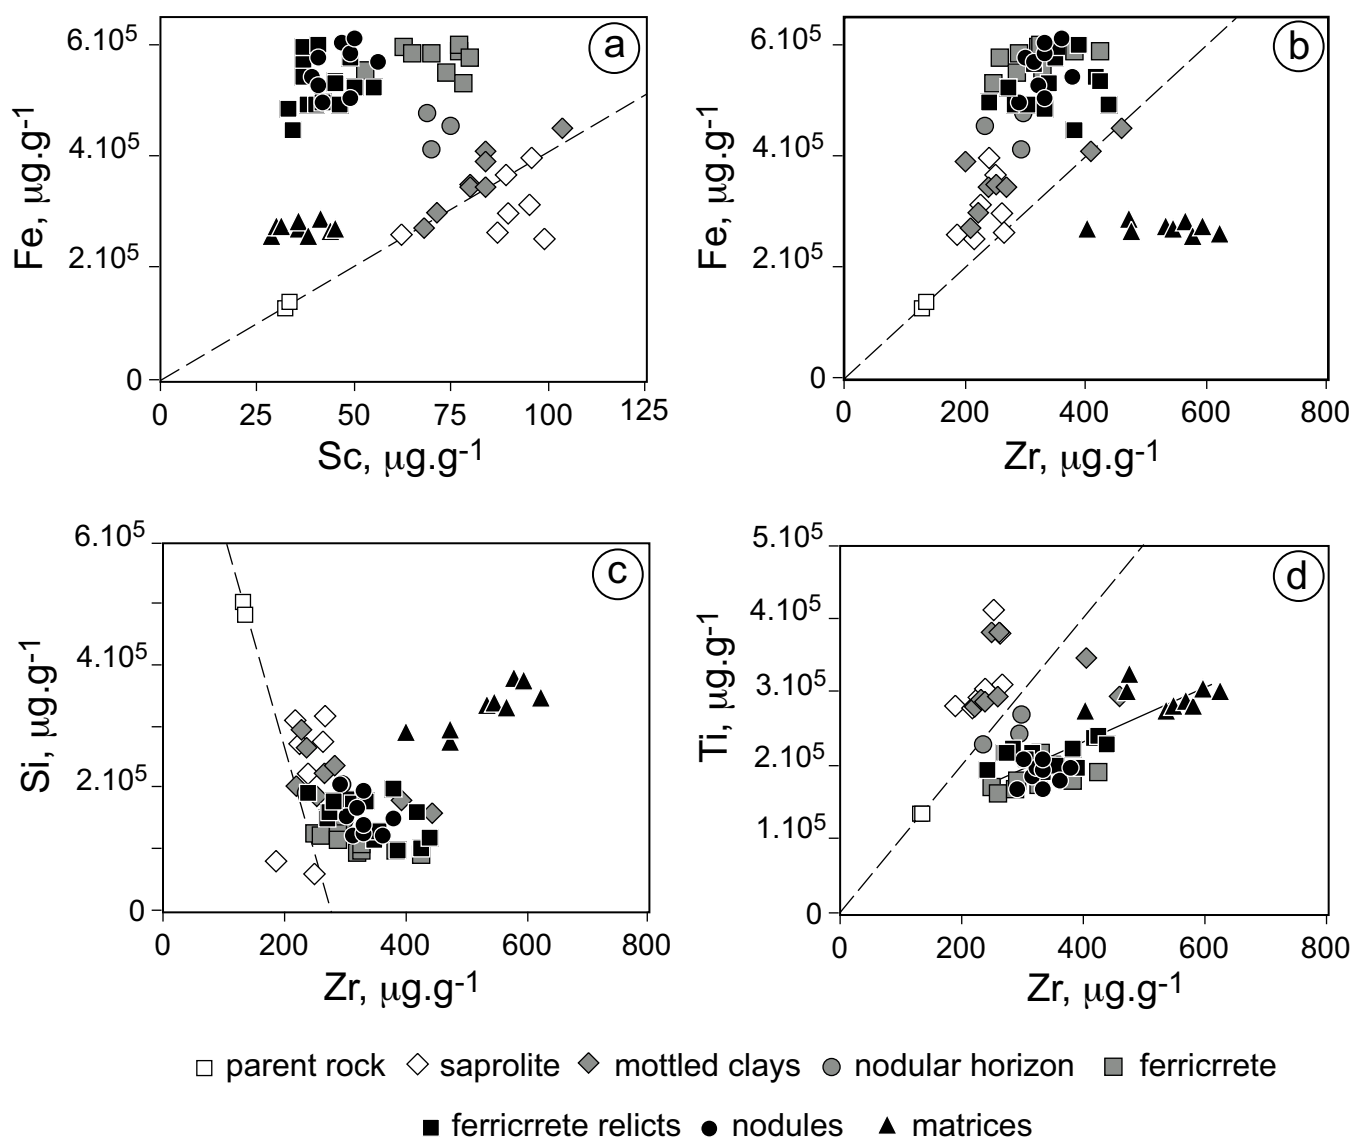 a
6.10⁵
4.10⁵
2.10⁵
0
Fe, μg.g⁻¹
0 25 50 75 100 125
Sc, μg.g⁻¹
b
6.10⁵
4.10⁵
2.10⁵
0
Fe, μg.g⁻¹
0 200 400 600 800
Zr, μg.g⁻¹
c
6.10⁵
4.10⁵
2.10⁵
0
Si, μg.g⁻¹
0 200 400 600 800
Zr, μg.g⁻¹
d
5.10⁵
4.10⁵
3.10⁵
2.10⁵
1.10⁵
0
Ti, μg.g⁻¹
0 200 400 600 800
Zr, μg.g⁻¹
parent rock saprolite mottled clays nodular horizon ferricrrete
ferricrrete relicts nodules matrices